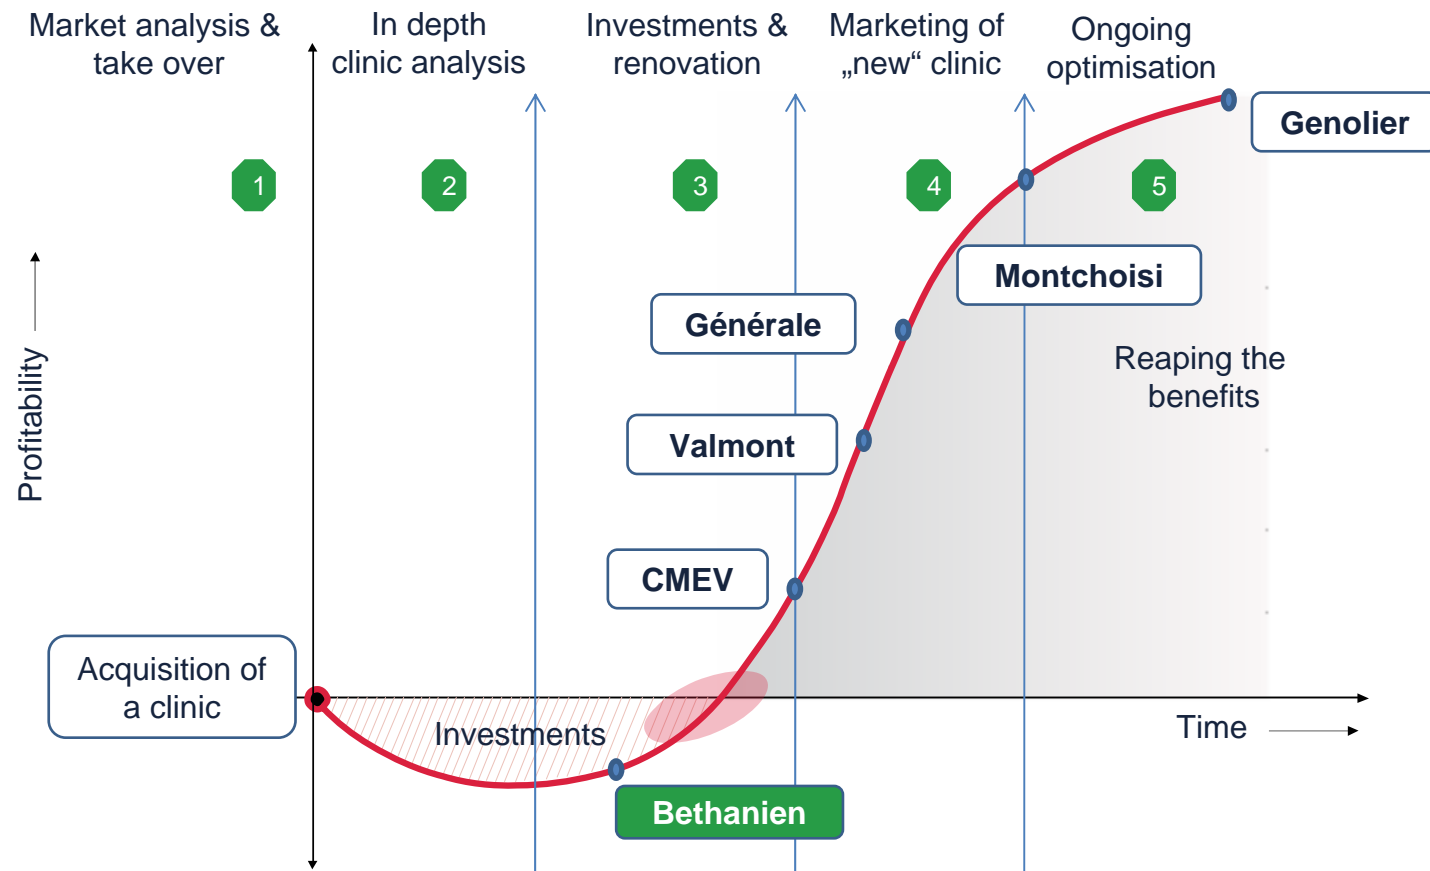 Market analysis &
take over
In depth
clinic analysis
Investments &
renovation
Marketing of
„new“ clinic
Ongoing
optimisation
Genolier
1
2
3
4
5
Montchoisi
Générale
Reaping the
benefits
Profitability
Valmont
CMEV
Acquisition of
a clinic
Investments
Time
Bethanien